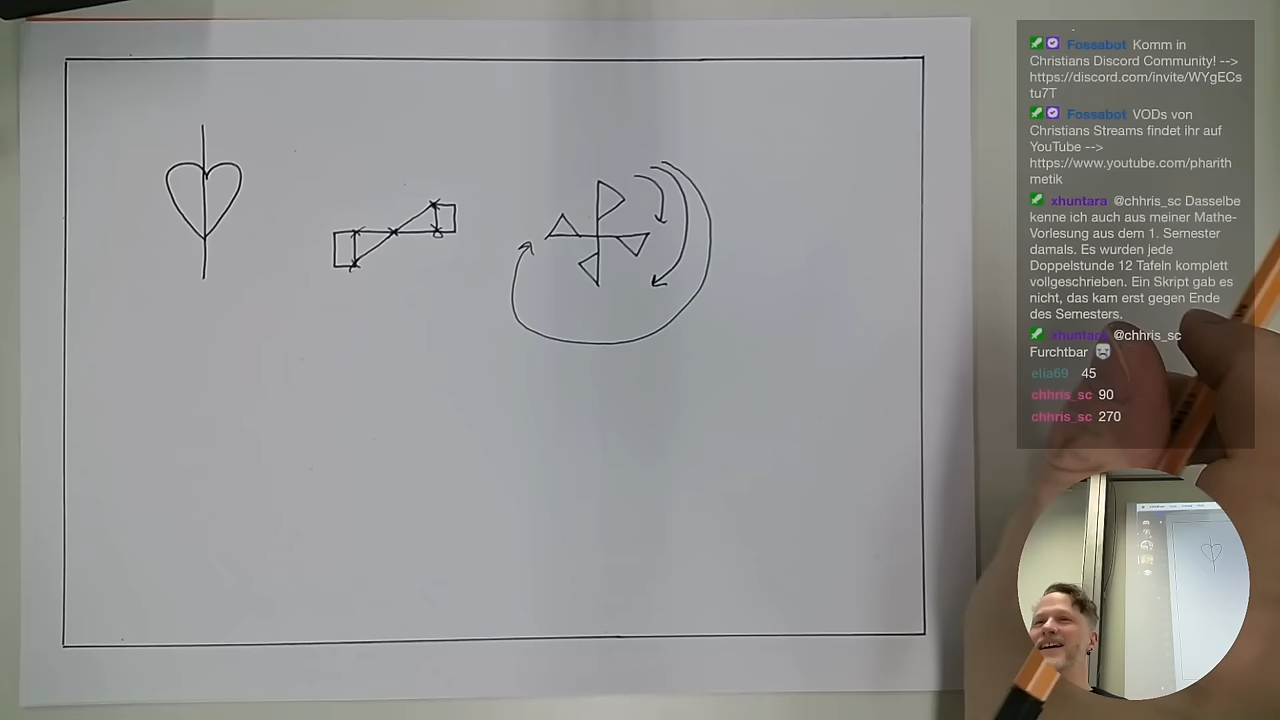 Fossabot Komm in
Christians Discord Community! -->
https://discord.com/invite/WYgECs
tu7T
Fossabot VODs von
Christians Streams findet ihr auf
YouTube -->
https://www.youtube.com/pharith
metik
xhuntara @chhris_sc Dasselbe
kenne ich auch aus meiner Mathe-
Vorlesung aus dem 1. Semester
damals. Es wurden jede
Doppelstunde 12 Tafeln komplett
vollgeschrieben. Ein Skript gab es
nicht, das kam erst gegen Ende
des Semesters.
xhuntara @chhris_sc
Furchtbar
elia69 45
chhris_sc 90
chhris_sc 270